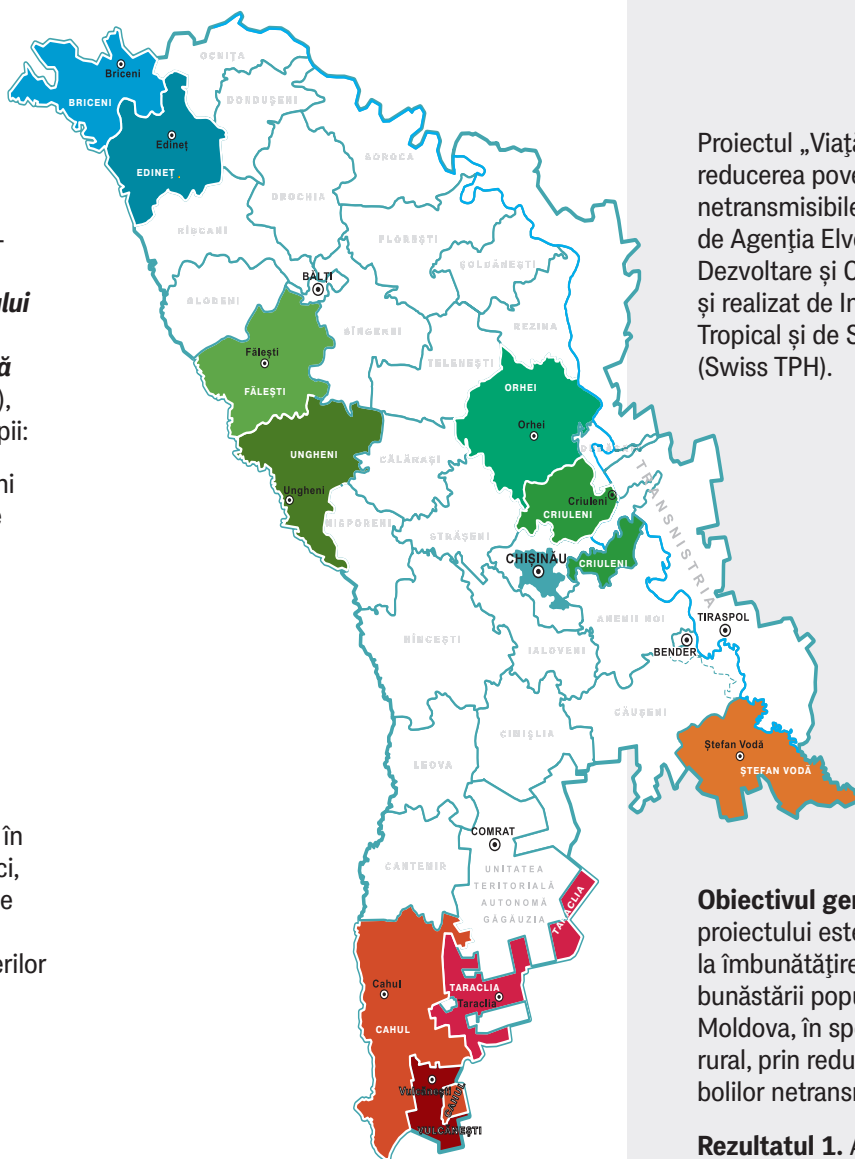 -
ului
ă
),
pii:
ni
e
în
ci,
e
erilor
OCNIȚA
Briceni
BRICENI
DONDUȘENI
Edineț
EDINEȚ
SOROCA
DROCHIA
RÎȘCANI
FLOREȘTI
ȘOLDĂNEȘTI
BĂLȚI
GLODENI
SÎNGEREI
REZINA
Fălești
TELENEȘTI
FĂLEȘTI
ORHEI
Orhei
UNGHENI
CĂLĂRAȘI
Ungheni
Criuleni
CRIULENI
TRANSNISTRIA
NISPORENI
STRĂȘENI
CHIȘINĂU
CRIULENI
ANENII NOI
TIRASPOL
HÎNCEȘTI
IALOVENI
BENDER
CĂUȘENI
CIMIȘLIA
Ștefan Vodă
ȘTEFAN VODĂ
LEOVA
COMRAT
CANTEMIR
UNITATEA
TERITORIALĂ
AUTONOMĂ
GĂGĂUZIA
TARACLIA
Cahul
TARACLIA
Taraclia
CAHUL
Vulcănești
CAHUL
VULCĂNEȘTI
Proiectul „Viața
reducerea pove
netransmisibile
de Agenția Elve
Dezvoltare și C
și realizat de In
Tropical și de S
(Swiss TPH).
Obiectivul ger
proiectului este
la îmbunătățire
bunăstării popu
Moldova, în sp
rural, prin redu
bolilor netransr
Rezultatul 1. A